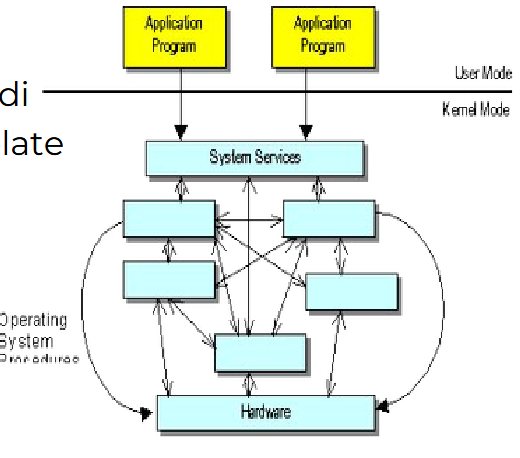 Application
Program
Application
Program
User Mode
di
Kernel Mode
late
System Services
Operating
System
Procedures
Hardware